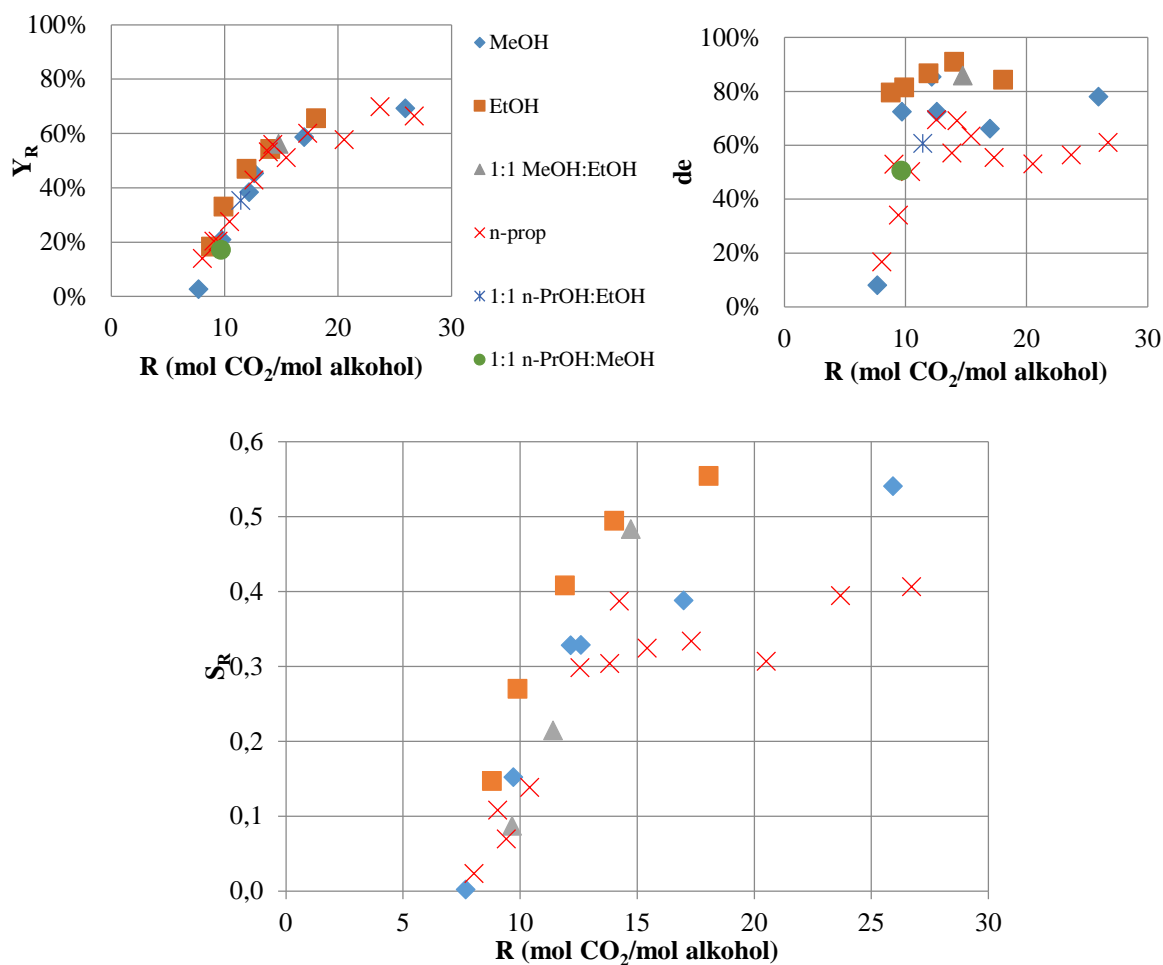 100%
80%
60%
40%
20%
0%
Y_R
0
10
20
30
R (mol CO₂/mol alkohol)
MeOH
EtOH
1:1 MeOH:EtOH
n-prop
1:1 n-PrOH:EtOH
1:1 n-PrOH:MeOH
100%
80%
60%
40%
20%
0%
de
0
10
20
30
R (mol CO₂/mol alkohol)
0,6
0,5
0,4
0,3
0,2
0,1
0,0
S_R
0
5
10
15
20
25
30
R (mol CO₂/mol alkohol)